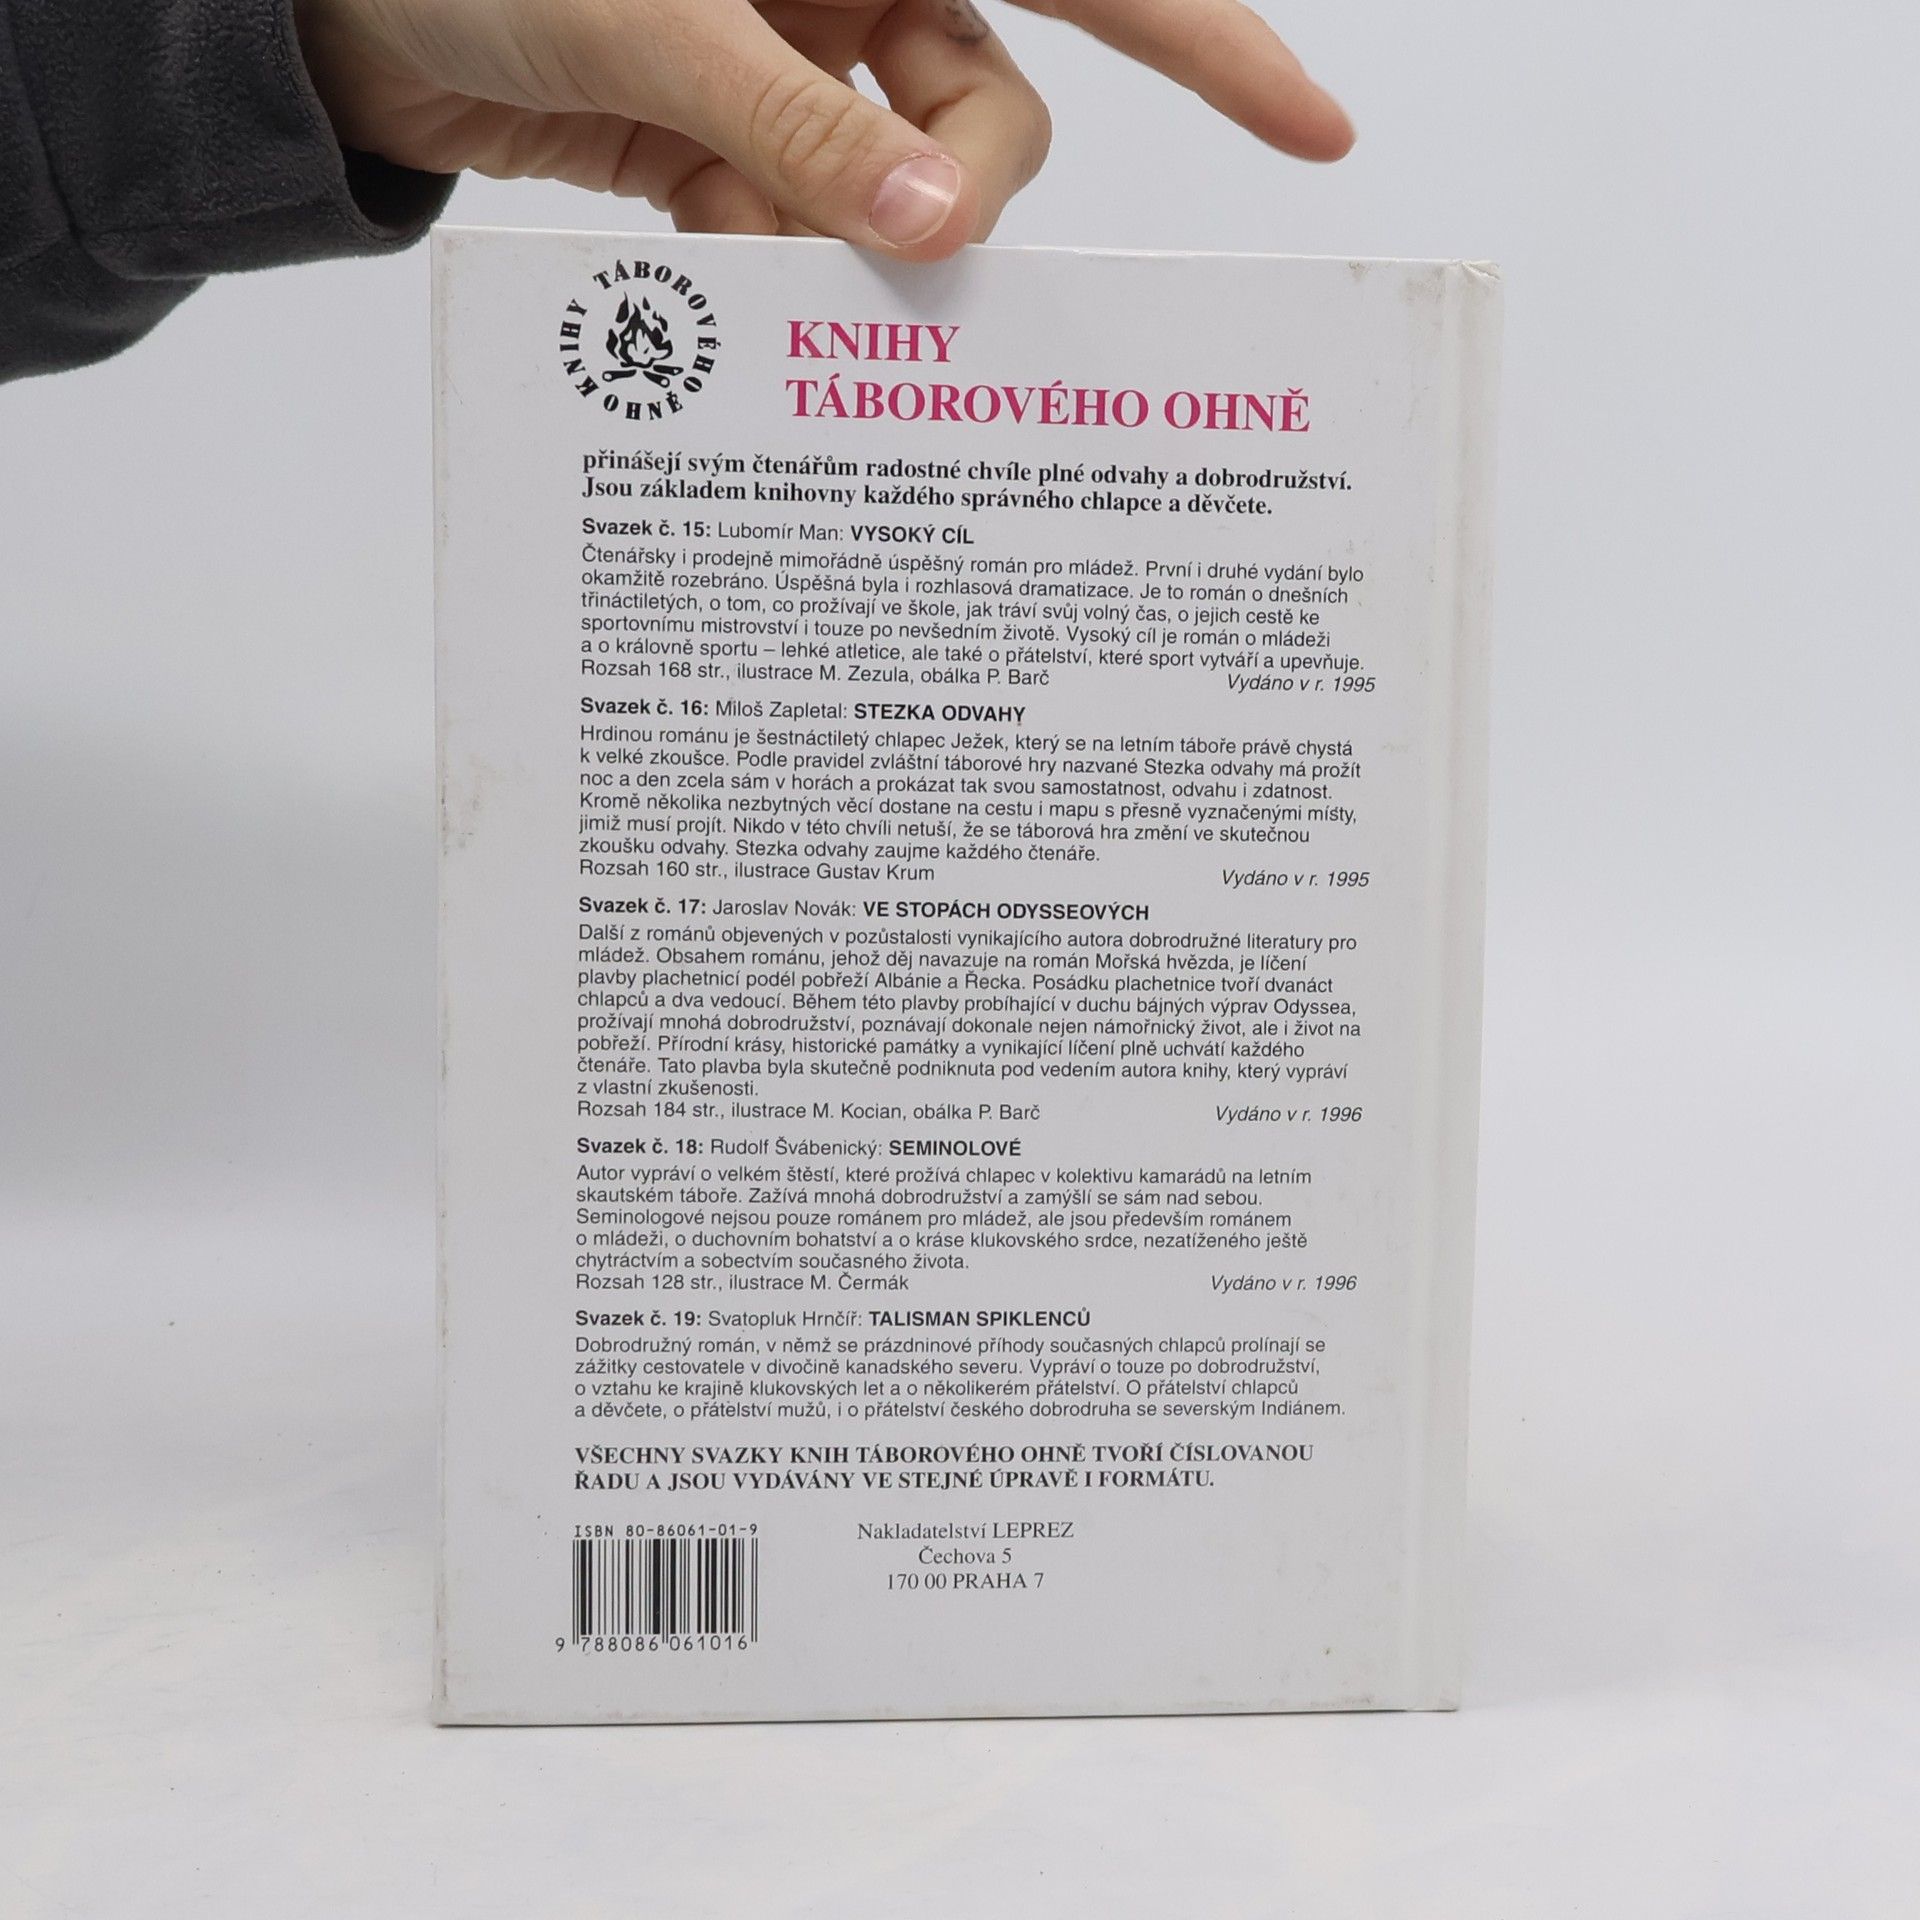 KNIHY TÁBOROVÉHO OHNĚ
KNIHY
TÁBOROVÉHO OHNĚ
přinášejí svým čtenářům radostné chvíle plné odvahy a dobrodružství.
Jsou základem knihovny každého správného chlapce a děvčete.
Svazek č. 15: Lubomír Man: VYSOKÝ CÍL
Čtenářsky i prodejně mimořádně úspěšný román pro mládež. První i druhé vydání bylo
okamžitě rozebráno. Úspěšná byla i rozhlasová dramatizace. Je to román o dnešních
třináctiletých, o tom, co prožívají ve škole, jak tráví svůj volný čas, o jejich cestě ke
sportovnímu mistrovství i touze po nevšedním životě. Vysoký cíl je román o mládeži
a o královně sportu – lehké atletice, ale také o přátelství, které sport vytváří a upevňuje.
Rozsah 168 str., ilustrace M. Zezula, obálka P. Barč Vydáno v r. 1995
Svazek č. 16: Miloš Zapletal: STEZKA ODVAHY
Hrdinou románu je šestnáctiletý chlapec Ježek, který se na letním táboře právě chystá
k velké zkoušce. Podle pravidel zvláštní táborové hry nazvané Stezka odvahy má prožít
noc a den zcela sám v horách a prokázat tak svou samostatnost, odvahu i zdatnost.
Kromě několika nezbytných věcí dostane na cestu i mapu s přesně vyznačenými místy,
jimiž musí projít. Nikdo v této chvíli netuší, že se táborová hra změní ve skutečnou
zkoušku odvahy. Stezka odvahy zaujme každého čtenáře.
Rozsah 160 str., ilustrace Gustav Krum Vydáno v r. 1995
Svazek č. 17: Jaroslav Novák: VE STOPÁCH ODYSSEOVÝCH
Další z románů objevených v pozůstalosti vynikajícího autora dobrodružné literatury pro
mládež. Obsahem románu, jehož děj navazuje na román Mořská hvězda, je líčení
plavby plachetnicí podél pobřeží Albánie a Řecka. Posádku plachetnice tvoří dvanáct
chlapců a dva vedoucí. Během této plavby probíhající v duchu bájných výprav Odyssea,
prožívají mnohá dobrodružství, poznávají dokonale nejen námořnický život, ale i život na
pobřeží. Přírodní krásy, historické památky a vynikající líčení plně uchvátí každého
čtenáře. Tato plavba byla skutečně podniknuta pod vedením autora knihy, který vypráví
z vlastní zkušenosti.
Rozsah 184 str., ilustrace M. Kocian, obálka P. Barč Vydáno v r. 1996
Svazek č. 18: Rudolf Švábenický: SEMINOLOVÉ
Autor vypráví o velkém štěstí, které prožívá chlapec v kolektivu kamarádů na letním
skautském táboře. Zažívá mnohá dobrodružství a zamýšlí se sám nad sebou.
Seminologové nejsou pouze románem pro mládež, ale jsou především románem
o mládeži, o duchovním bohatství a o kráse klukovského srdce, nezatíženého ještě
chytráctvím a sobectvím současného života.
Rozsah 128 str., ilustrace M. Čermák Vydáno v r. 1996
Svazek č. 19: Svatopluk Hrnčíř: TALISMAN SPIKLENCŮ
Dobrodružný román, v němž se prázdninové příhody současných chlapců prolínají se
zážitky cestovatele v divočině kanadského severu. Vypráví o touze po dobrodružství,
o vztahu ke krajině klukovských let a o několikerém přátelství. O přátelství chlapců
a děvčete, o přátelství mužů, i o přátelství českého dobrodruha se severským Indiánem.
VŠECHNY SVAZKY KNIH TÁBOROVÉHO OHNĚ TVOŘÍ ČÍSLOVANOU
ŘADU A JSOU VYDÁVÁNY VE STEJNÉ ÚPRAVĚ I FORMÁTU.
ISBN 80-86061-01-9
9 788086 061016
Nakladatelství LEPREZ
Čechova 5
170 00 PRAHA 7